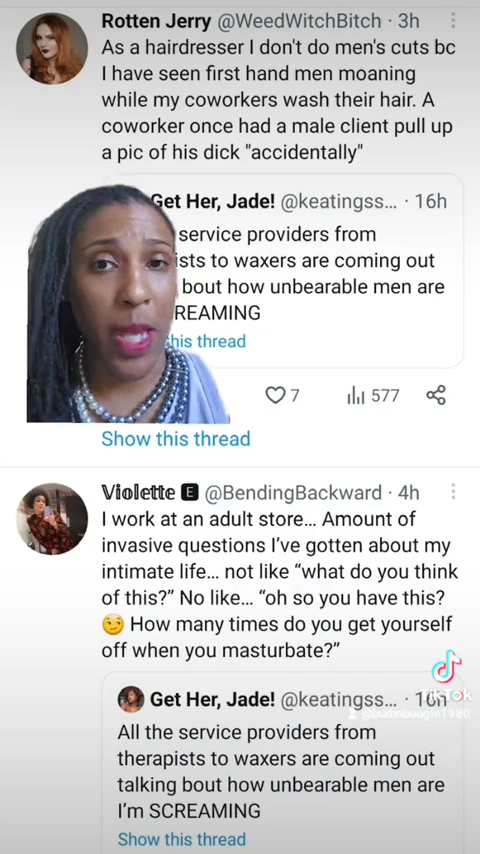 Rotten Jerry @WeedWitchBitch · 3h
As a hairdresser I don't do men's cuts bc
I have seen first hand men moaning
while my coworkers wash their hair. A
coworker once had a male client pull up
a pic of his dick "accidentally"
Get Her, Jade! @keatingss... · 16h
service providers from
ists to waxers are coming out
bout how unbearable men are
REAMING
his thread
7
577
Show this thread
𝕍𝕚𝕠𝕝𝕖𝕥𝕥𝕖 🅴 @BendingBackward · 4h
I work at an adult store... Amount of
invasive questions I've gotten about my
intimate life... not like “what do you think
of this?” No like... “oh so you have this?
😏 How many times do you get yourself
off when you masturbate?”
Get Her, Jade! @keatingss... · 16h
All the service providers from
therapists to waxers are coming out
talking bout how unbearable men are
I'm SCREAMING
Show this thread
TikTok
@burbnbougie1980